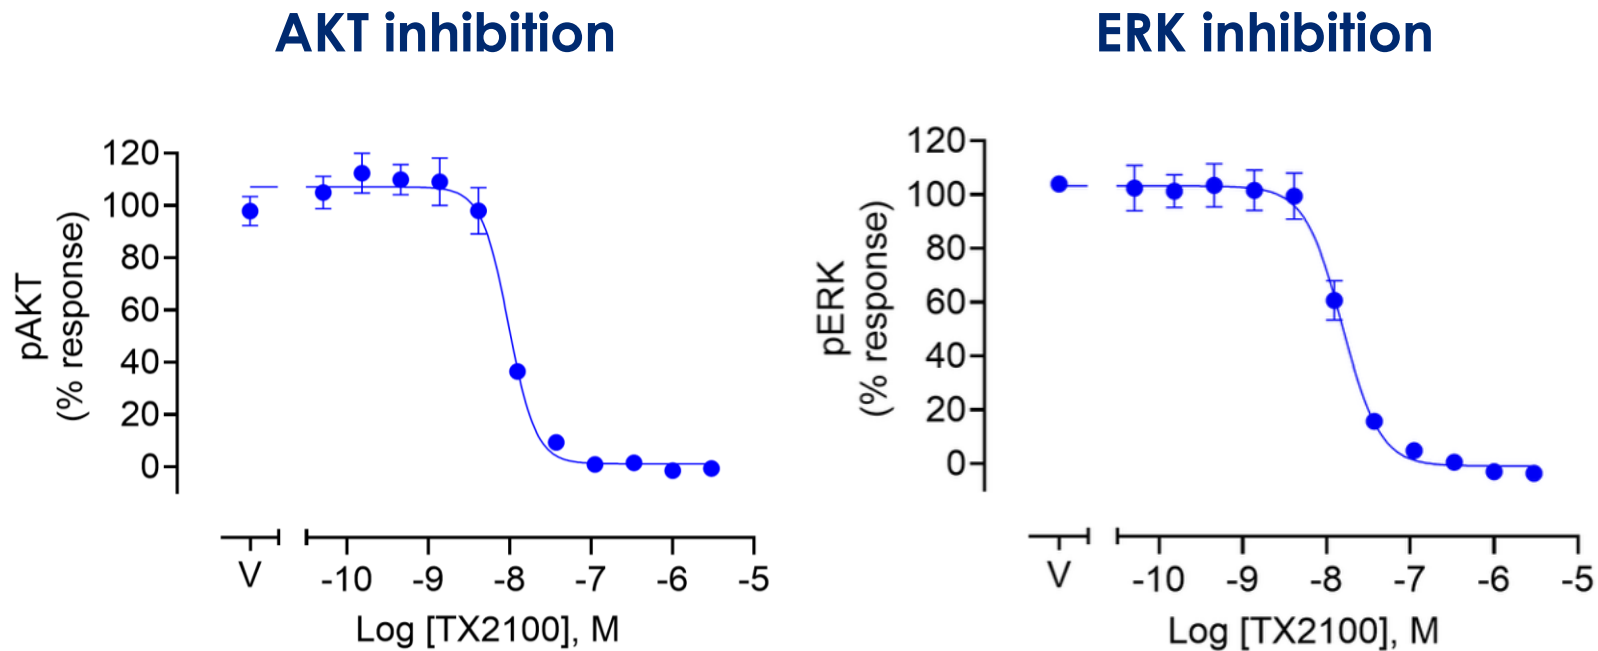 AKT inhibition
120
100
80
60
40
20
0
pAKT
(% response)
V
-10
-9
-8
-7
-6
-5
Log [TX2100], M
ERK inhibition
120
100
80
60
40
20
0
pERK
(% response)
V
-10
-9
-8
-7
-6
-5
Log [TX2100], M